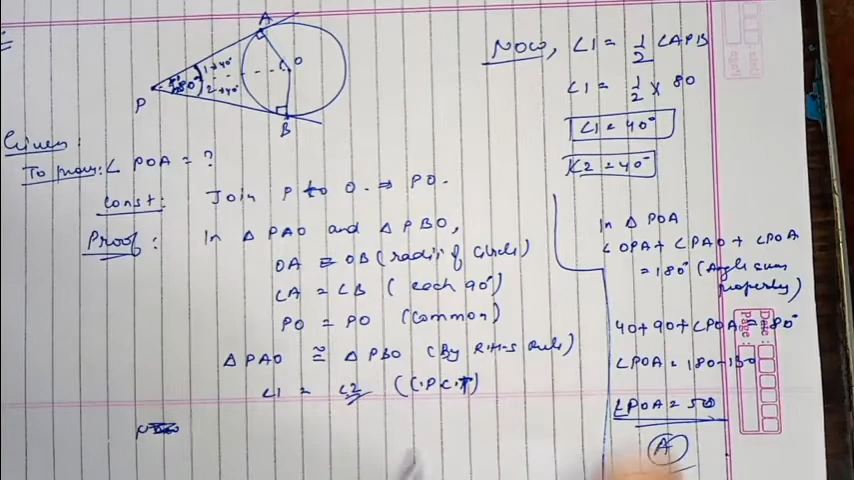 A
1→40°
80°
2→40°
O
P
B
Given:
To prove: ∠POA = ?
Const: Join P to O. ⇒ PO.
Proof: In △ PAO and △ PBO,
OA = OB (radii of circle)
∠A = ∠B (each 90°)
PO = PO (common)
△PAO ≅ △PBO (By R.H.S rule)
∠1 = ∠2 (C.P.C.T)
Now, ∠1 = 1/2 ∠APB
∠1 = 1/2 × 80
∠1 = 40°
∠2 = 40°
In △ POA
∠OPA + ∠PAO + ∠POA
= 180° (Angle sum
property)
40+90+∠POA = 180°
∠POA = 180-130
∠POA = 50
A
Date:
Page: